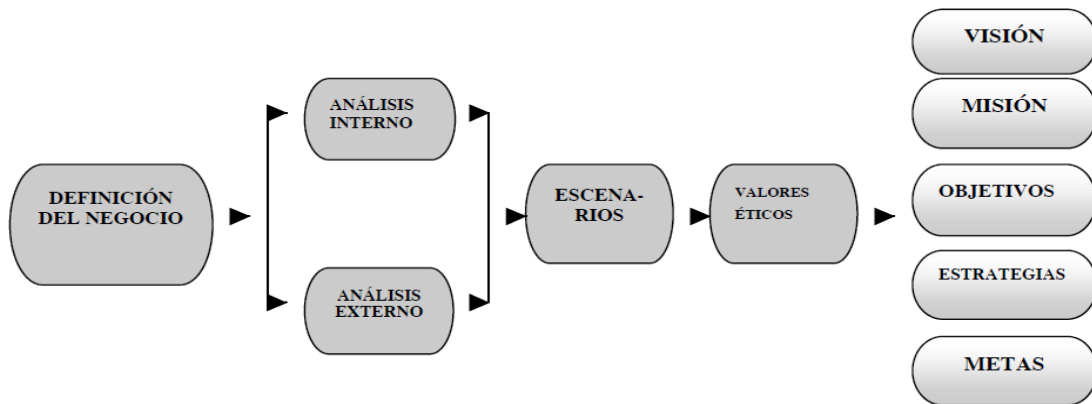 DEFINICIÓN
DEL NEGOCIO
ANÁLISIS
INTERNO
ANÁLISIS
EXTERNO
ESCENA-
RIOS
VALORES
ÉTICOS
VISIÓN
MISIÓN
OBJETIVOS
ESTRATEGIAS
METAS